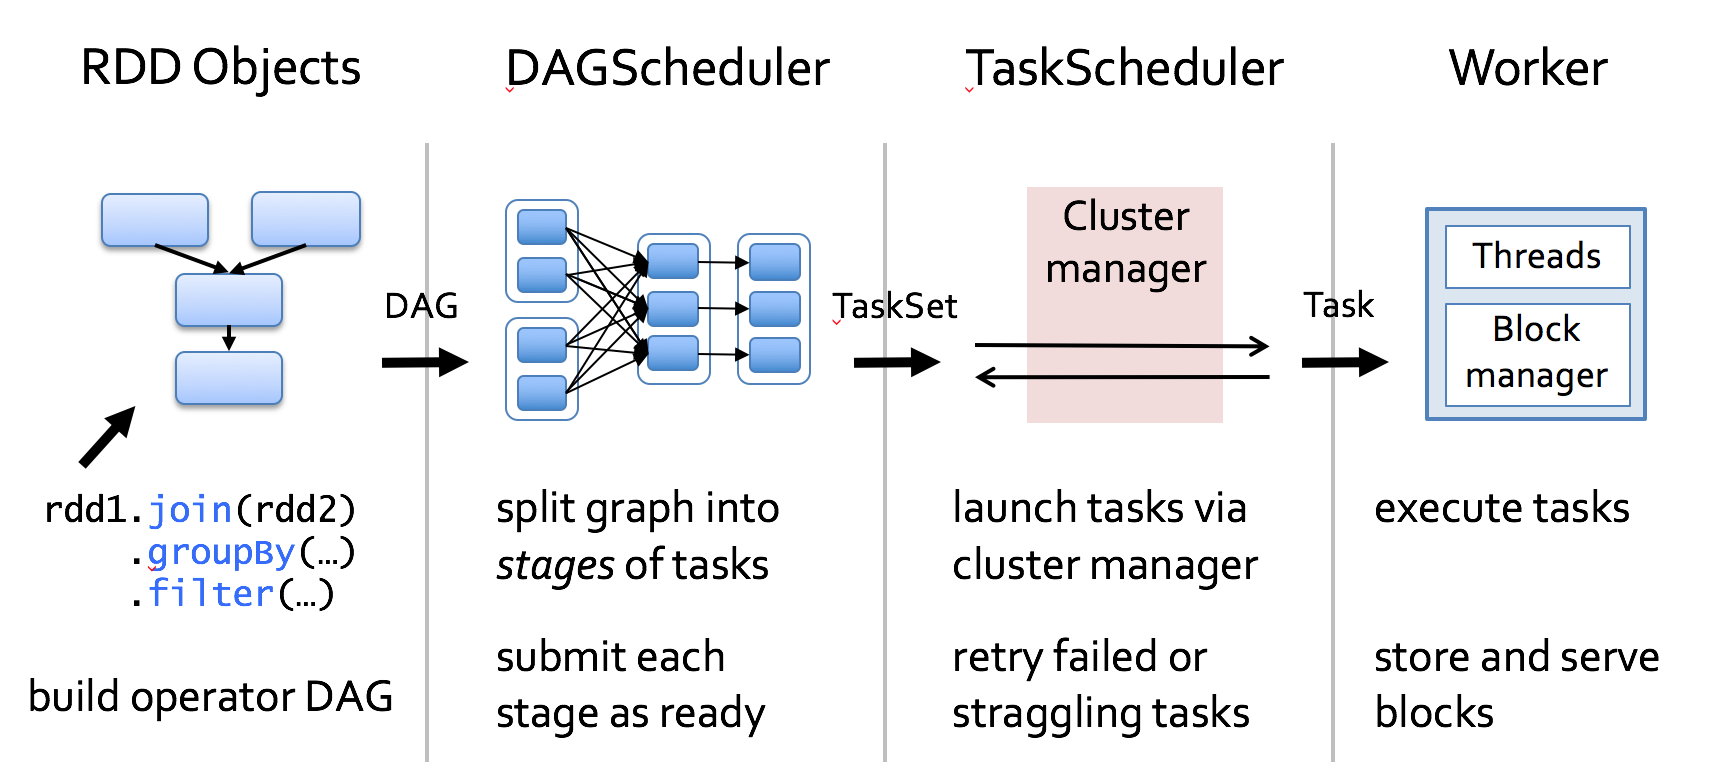 RDD Objects
DAGScheduler
TaskScheduler
Worker
DAG
TaskSet
Cluster
manager
Task
Threads
Block
manager
rdd1.join(rdd2)
.groupBy(…)
.filter(…)
build operator DAG
split graph into
stages of tasks
submit each
stage as ready
launch tasks via
cluster manager
retry failed or
straggling tasks
execute tasks
store and serve
blocks